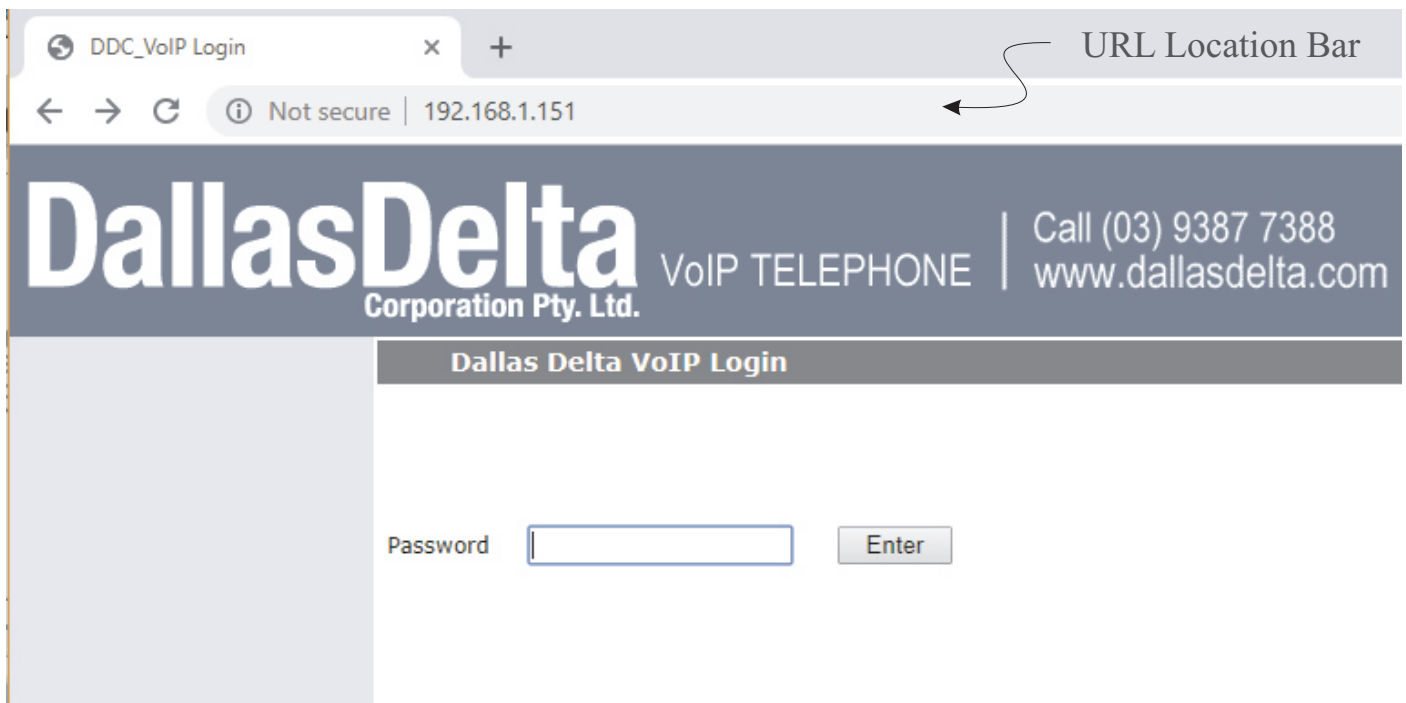 DDC_VoIP Login
URL Location Bar
Not secure | 192.168.1.151
DallasDelta
Corporation Pty. Ltd.
VoIP TELEPHONE
Call (03) 9387 7388
www.dallasdelta.com
Dallas Delta VoIP Login
Password
Enter